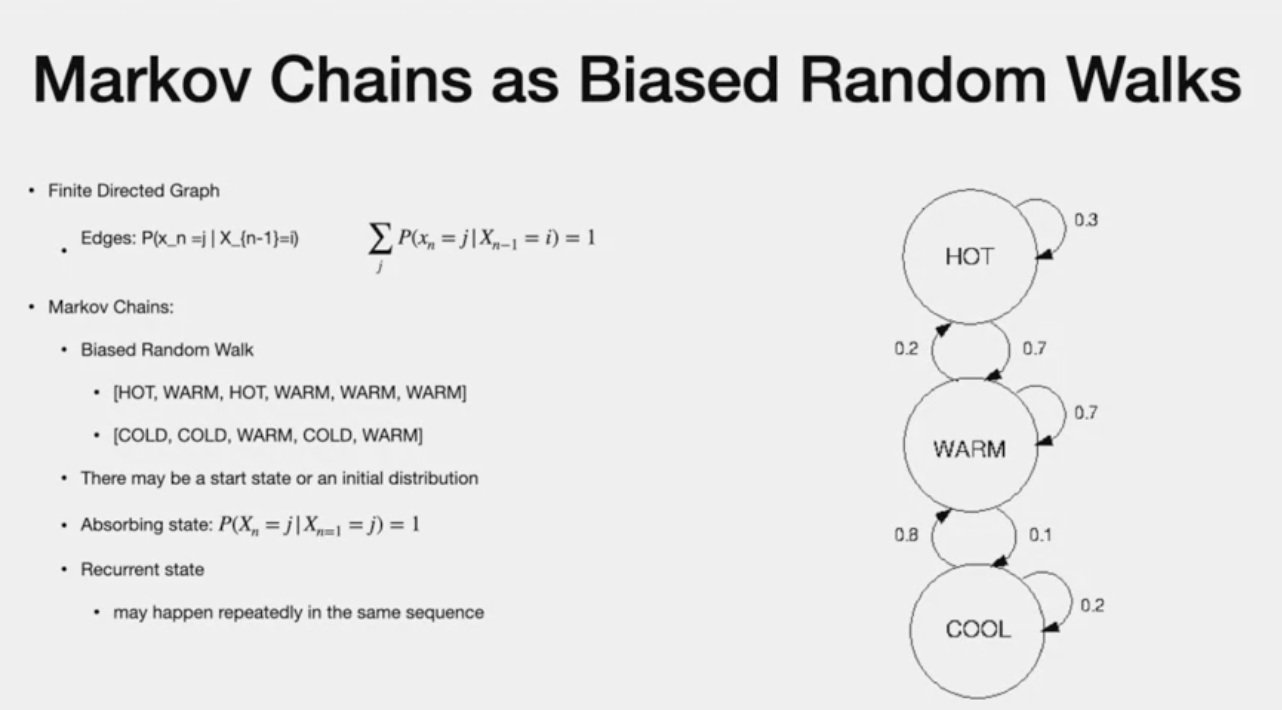 Markov Chains as Biased Random Walks
• Finite Directed Graph
• Edges: P(x_n =j | X_{n-1}=i) ∑_j P(x_n = j | X_{n−1} = i) = 1
• Markov Chains:
• Biased Random Walk
• [HOT, WARM, HOT, WARM, WARM, WARM]
• [COLD, COLD, WARM, COLD, WARM]
• There may be a start state or an initial distribution
• Absorbing state: P(X_n = j | X_{n=1} = j) = 1
• Recurrent state
• may happen repeatedly in the same sequence
HOT
0.3
0.2
0.7
WARM
0.7
0.8
0.1
COOL
0.2